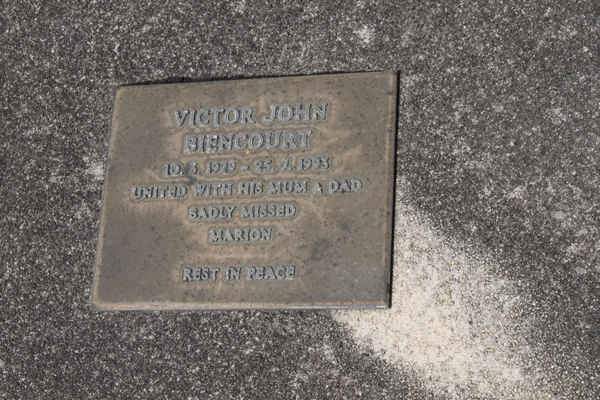 VICTOR JOHN
BIENCOURT
10. 5. 1929 - 25. 7. 1993
UNITED WITH HIS MUM & DAD
SADLY MISSED
MARION
REST IN PEACE